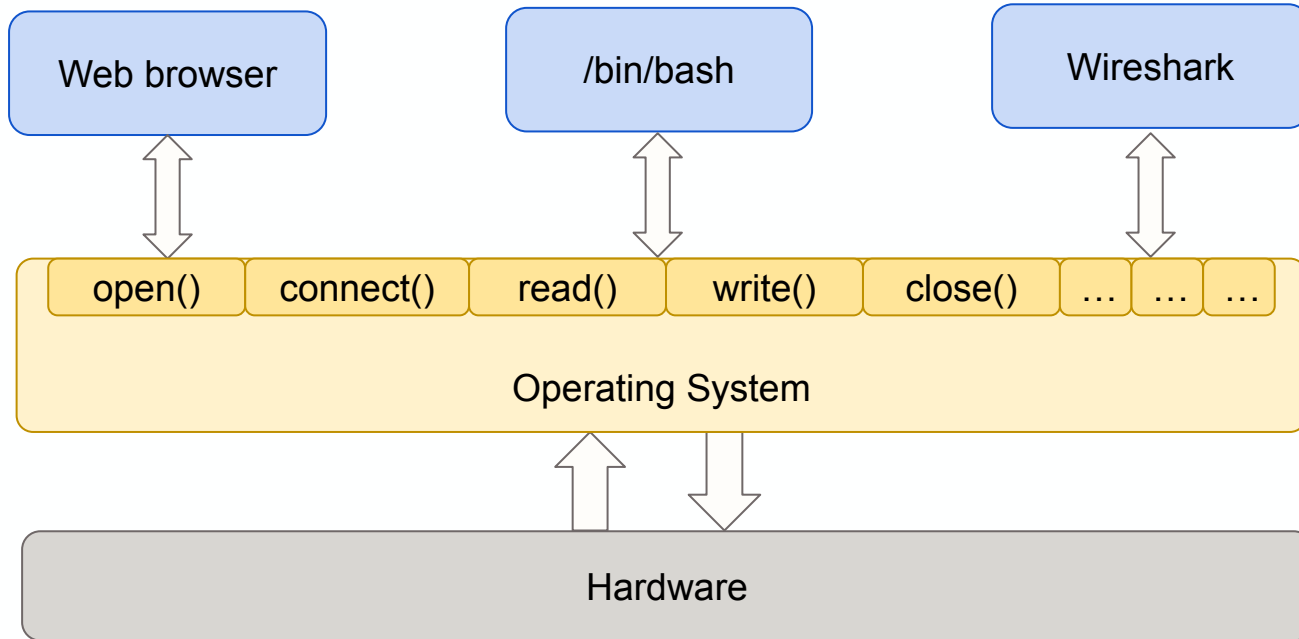 Web browser
/bin/bash
Wireshark
open()
connect()
read()
write()
close()
…
…
…
Operating System
Hardware